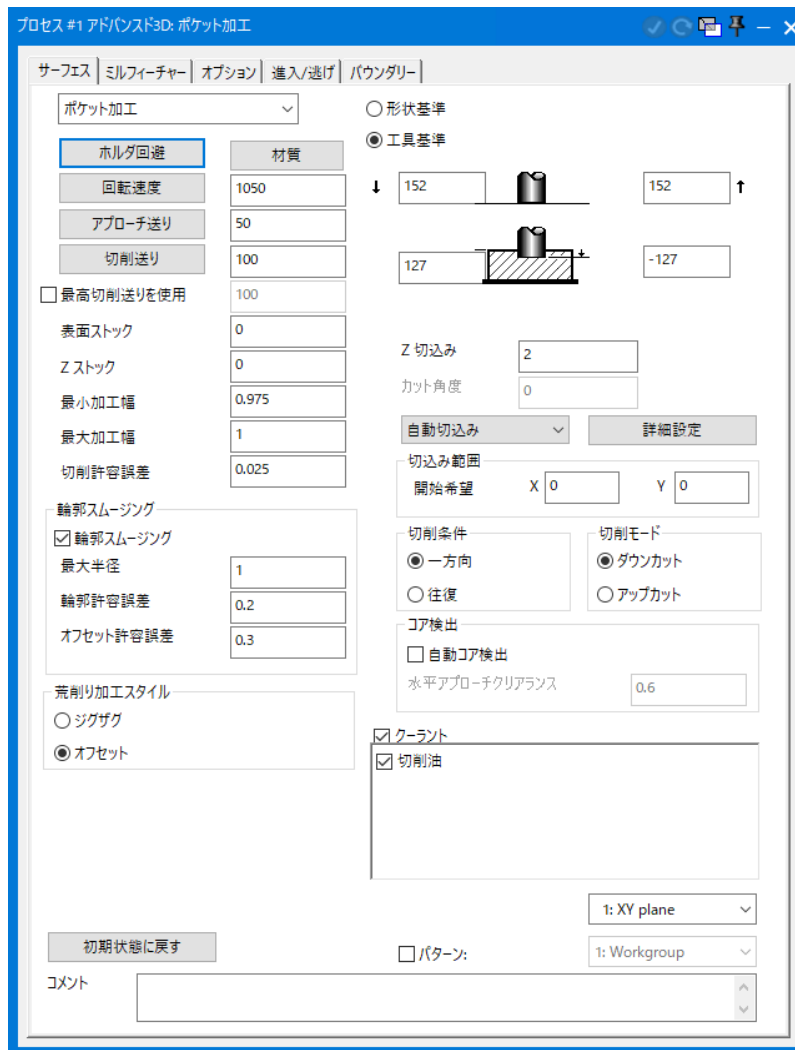 プロセス #1 アドバンスド3D: ポケット加工
サーフェス ミルフィーチャー オプション 進入/逃げ バウンダリー
ポケット加工
形状基準
工具基準
ホルダ回避 材質
回転速度 1050
アプローチ送り 50
切削送り 100
最高切削送りを使用 100
表面ストック 0
Z ストック 0
最小加工幅 0.975
最大加工幅 1
切削許容誤差 0.025
152 152
127 -127
Z 切込み 2
カット角度 0
自動切込み 詳細設定
切込み範囲
開始希望 X 0 Y 0
輪郭スムージング
輪郭スムージング
最大半径 1
輪郭許容誤差 0.2
オフセット許容誤差 0.3
切削条件
一方向
往復
切削モード
ダウンカット
アップカット
コア検出
自動コア検出
水平アプローチクリアランス 0.6
荒削り加工スタイル
ジグザグ
オフセット
クーラント
切削油
1: XY plane
初期状態に戻す
パターン: 1: Workgroup
コメント